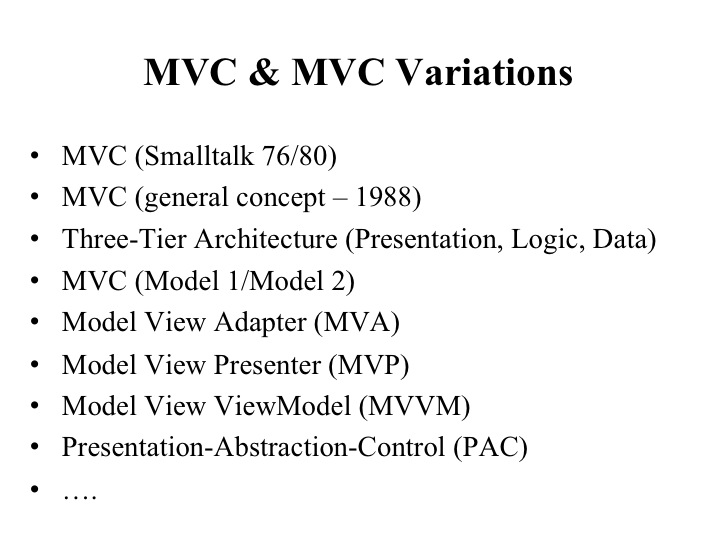 MVC & MVC Variations
• MVC (Smalltalk 76/80)
• MVC (general concept – 1988)
• Three-Tier Architecture (Presentation, Logic, Data)
• MVC (Model 1/Model 2)
• Model View Adapter (MVA)
• Model View Presenter (MVP)
• Model View ViewModel (MVVM)
• Presentation-Abstraction-Control (PAC)
• ….